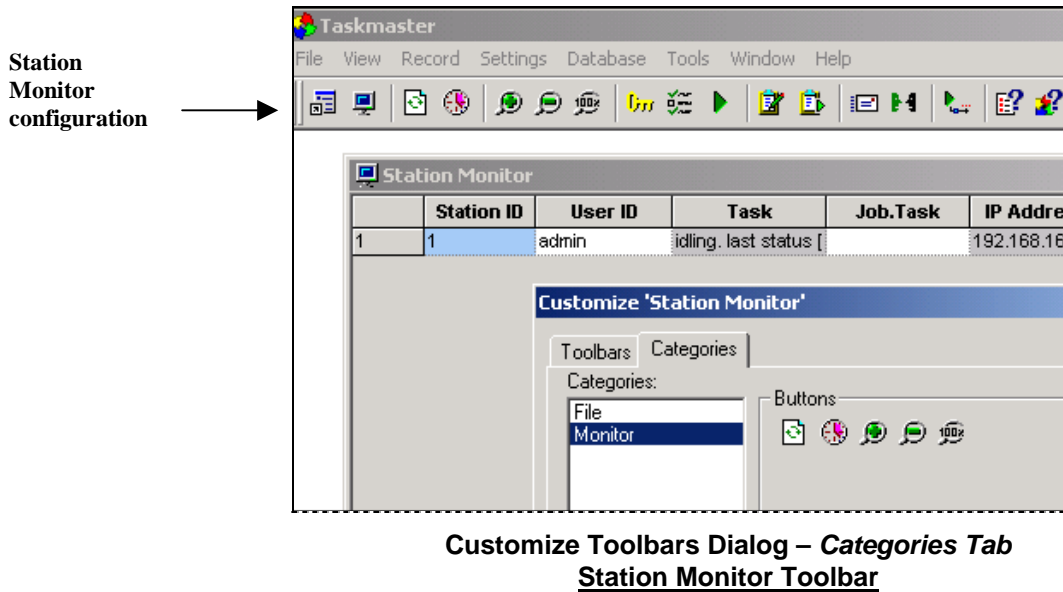 Station
Monitor
configuration
Taskmaster
File View Record Settings Database Tools Window Help
100%
Station Monitor
Station ID User ID Task Job.Task IP Addre
1 1 admin idling. last status [ 192.168.16
Customize 'Station Monitor'
Toolbars Categories
Categories:
Buttons
File
Monitor
100%
Customize Toolbars Dialog – Categories Tab
Station Monitor Toolbar